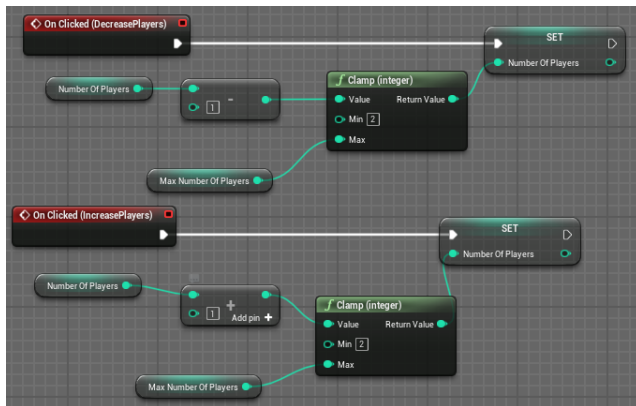 On Clicked (DecreasePlayers)
SET
Number Of Players
Number Of Players
1
-
f Clamp (integer)
Value
Return Value
Min 2
Max
Max Number Of Players
On Clicked (IncreasePlayers)
SET
Number Of Players
Number Of Players
1
+
Add pin +
f Clamp (integer)
Value
Return Value
Min 2
Max
Max Number Of Players